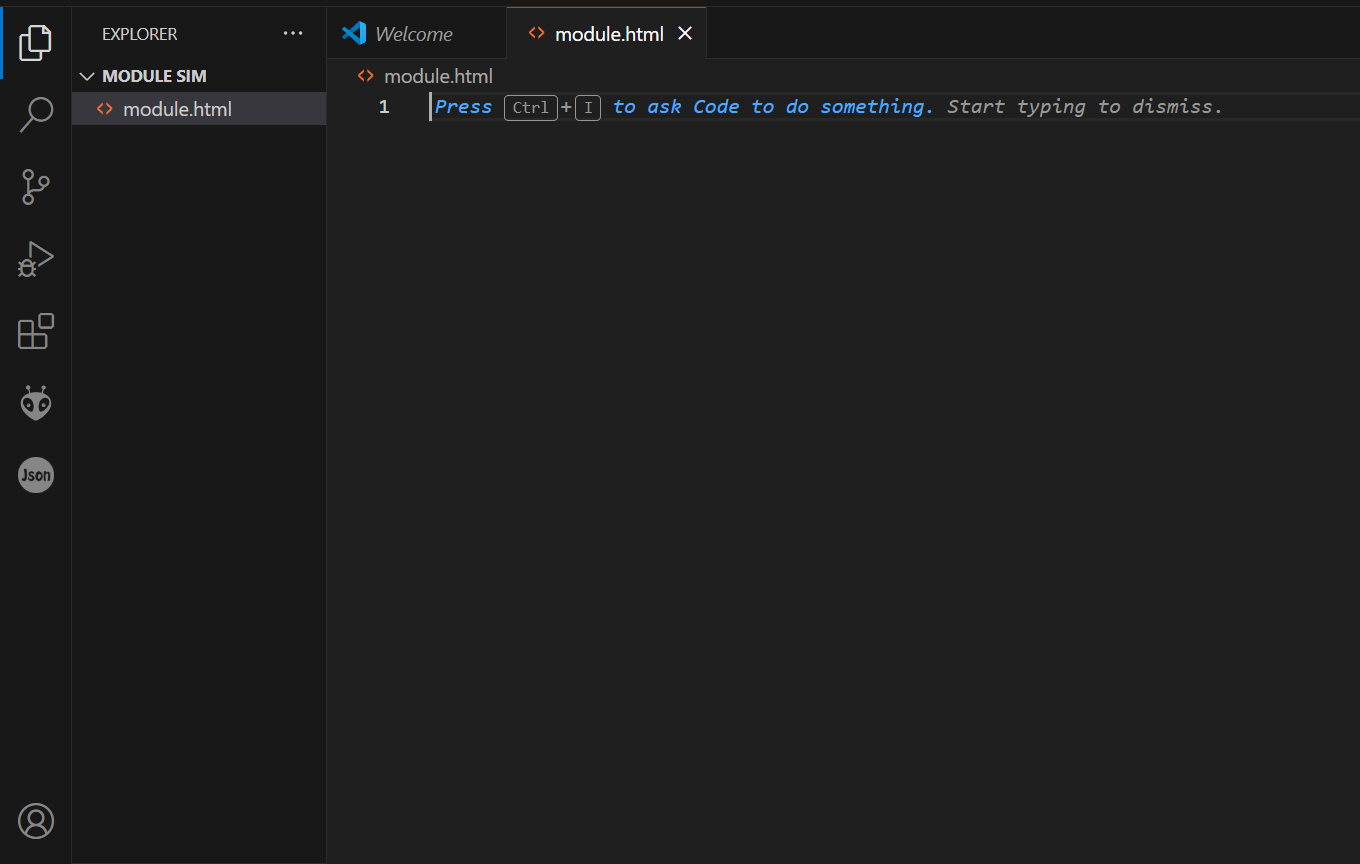 EXPLORER
MODULE SIM
module.html
Welcome
module.html
module.html
1 Press Ctrl+I to ask Code to do something. Start typing to dismiss.
Json